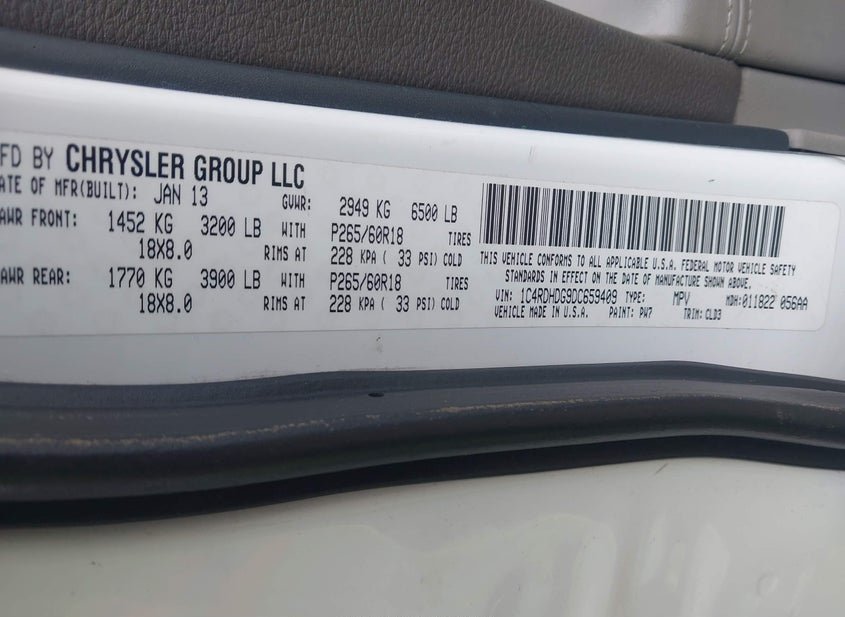 FD BY CHRYSLER GROUP LLC
ATE OF MFR(BUILT): JAN 13 GVWR: 2949 KG 6500 LB
AWR FRONT: 1452 KG 3200 LB WITH P265/60R18 TIRES
18X8.0 RIMS AT 228 KPA ( 33 PSI) COLD
AWR REAR: 1770 KG 3900 LB WITH P265/60R18 TIRES
18X8.0 RIMS AT 228 KPA ( 33 PSI) COLD
THIS VEHICLE CONFORMS TO ALL APPLICABLE U.S.A. FEDERAL MOTOR VEHICLE SAFETY
STANDARDS IN EFFECT ON THE DATE OF MANUFACTURE SHOWN ABOVE.
VIN: 1C4RDHDG9DC659409 TYPE: MPV MDH: 011822 056AA
VEHICLE MADE IN U.S.A. PAINT: PW7 TRIM: CLD3